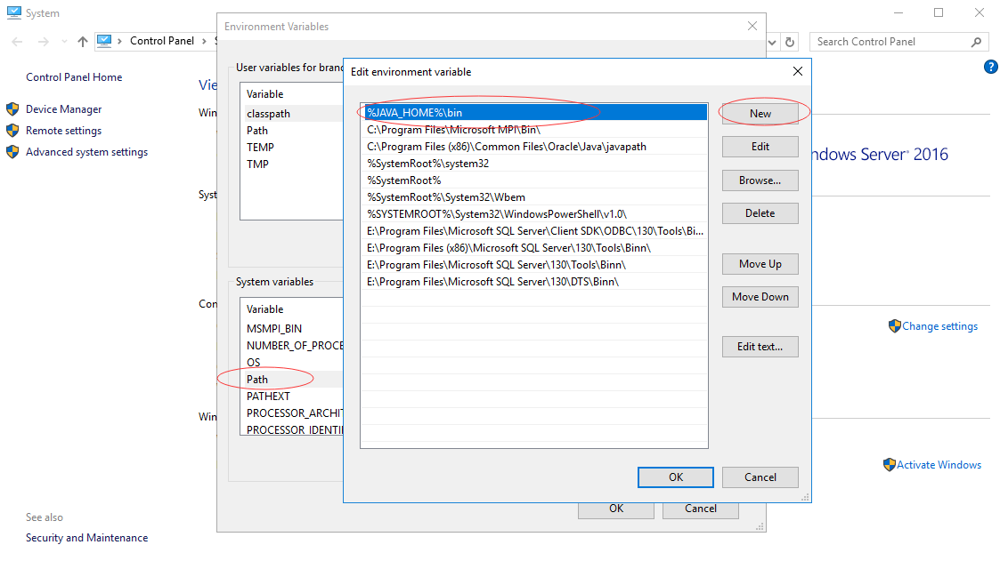 System
Control Panel
Search Control Panel
Control Panel Home
Device Manager
Remote settings
Advanced system settings
See also
Security and Maintenance
Vie
Win
Syst
Con
Win
ndows Server 2016
Change settings
Activate Windows
Environment Variables
User variables for bran
Variable
classpath
Path
TEMP
TMP
System variables
Variable
MSMPI_BIN
NUMBER_OF_PROCE
OS
Path
PATHEXT
PROCESSOR_ARCHIT
PROCESSOR_IDENTI
OK
Cancel
Edit environment variable
%JAVA_HOME%\bin
C:\Program Files\Microsoft MPI\Bin\
C:\Program Files (x86)\Common Files\Oracle\Java\javapath
%SystemRoot%\system32
%SystemRoot%
%SystemRoot%\System32\Wbem
%SYSTEMROOT%\System32\WindowsPowerShell\v1.0\
E:\Program Files\Microsoft SQL Server\Client SDK\ODBC\130\Tools\Bi...
E:\Program Files (x86)\Microsoft SQL Server\130\Tools\Binn\
E:\Program Files\Microsoft SQL Server\130\Tools\Binn\
E:\Program Files\Microsoft SQL Server\130\DTS\Binn\
New
Edit
Browse...
Delete
Move Up
Move Down
Edit text...
OK
Cancel